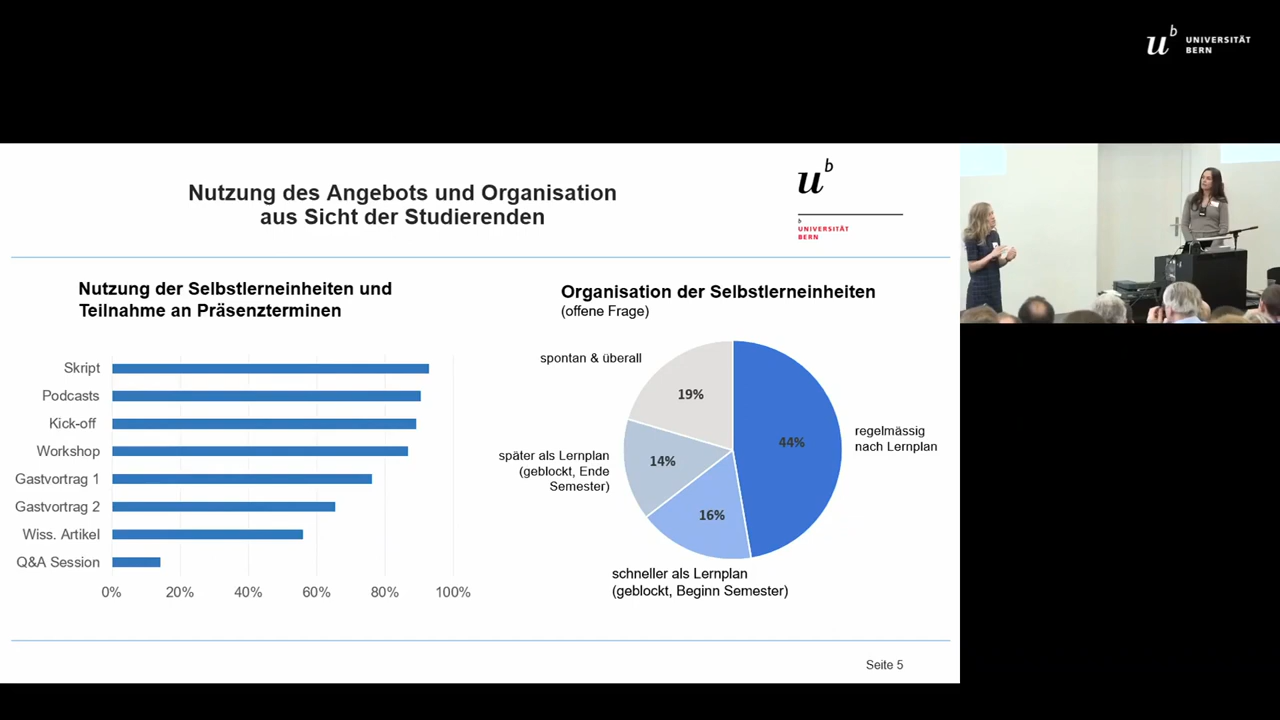 u^b
UNIVERSITÄT
BERN
Nutzung des Angebots und Organisation
aus Sicht der Studierenden
u^b
b
UNIVERSITÄT
BERN
Nutzung der Selbstlerneinheiten und
Teilnahme an Präsenzterminen
Skript
Podcasts
Kick-off
Workshop
Gastvortrag 1
Gastvortrag 2
Wiss. Artikel
Q&A Session
0%
20%
40%
60%
80%
100%
Organisation der Selbstlerneinheiten
(offene Frage)
spontan & überall
19%
44%
regelmässig
nach Lernplan
später als Lernplan
(geblockt, Ende
Semester)
14%
16%
schneller als Lernplan
(geblockt, Beginn Semester)
Seite 5